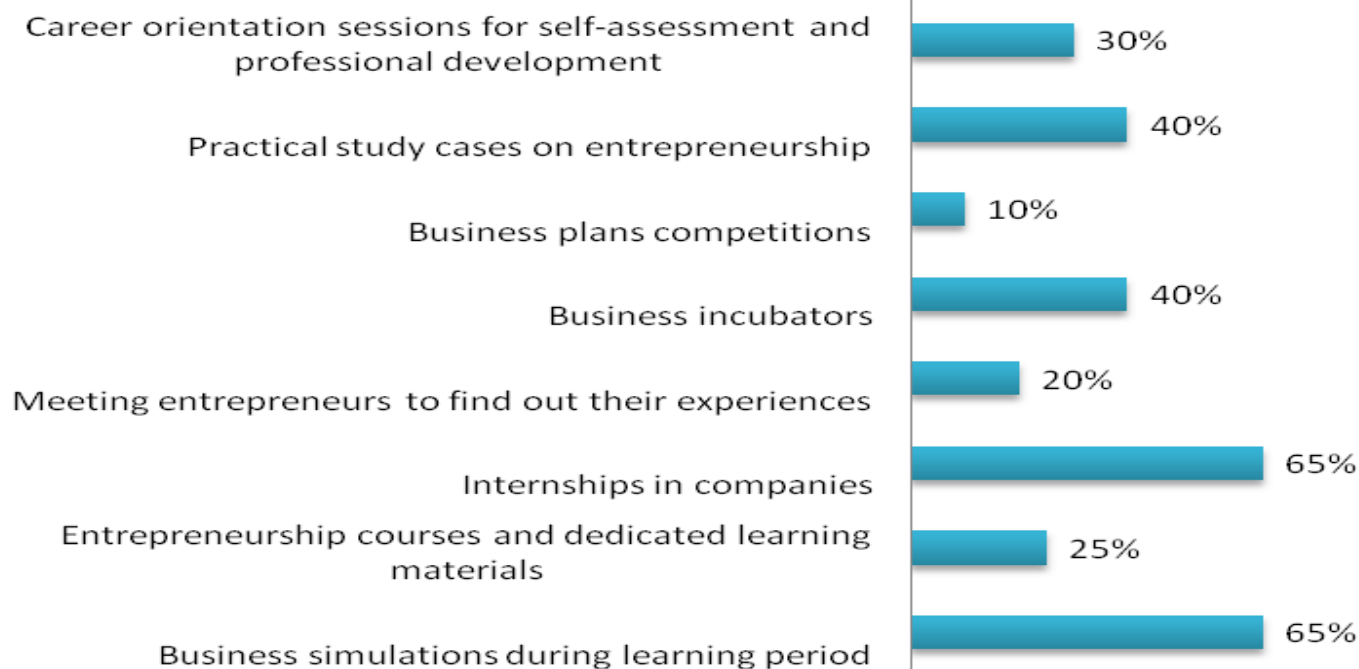 Career orientation sessions for self-assessment and
professional development
30%
Practical study cases on entrepreneurship
40%
Business plans competitions
10%
Business incubators
40%
Meeting entrepreneurs to find out their experiences
20%
Internships in companies
65%
Entrepreneurship courses and dedicated learning
materials
25%
Business simulations during learning period
65%